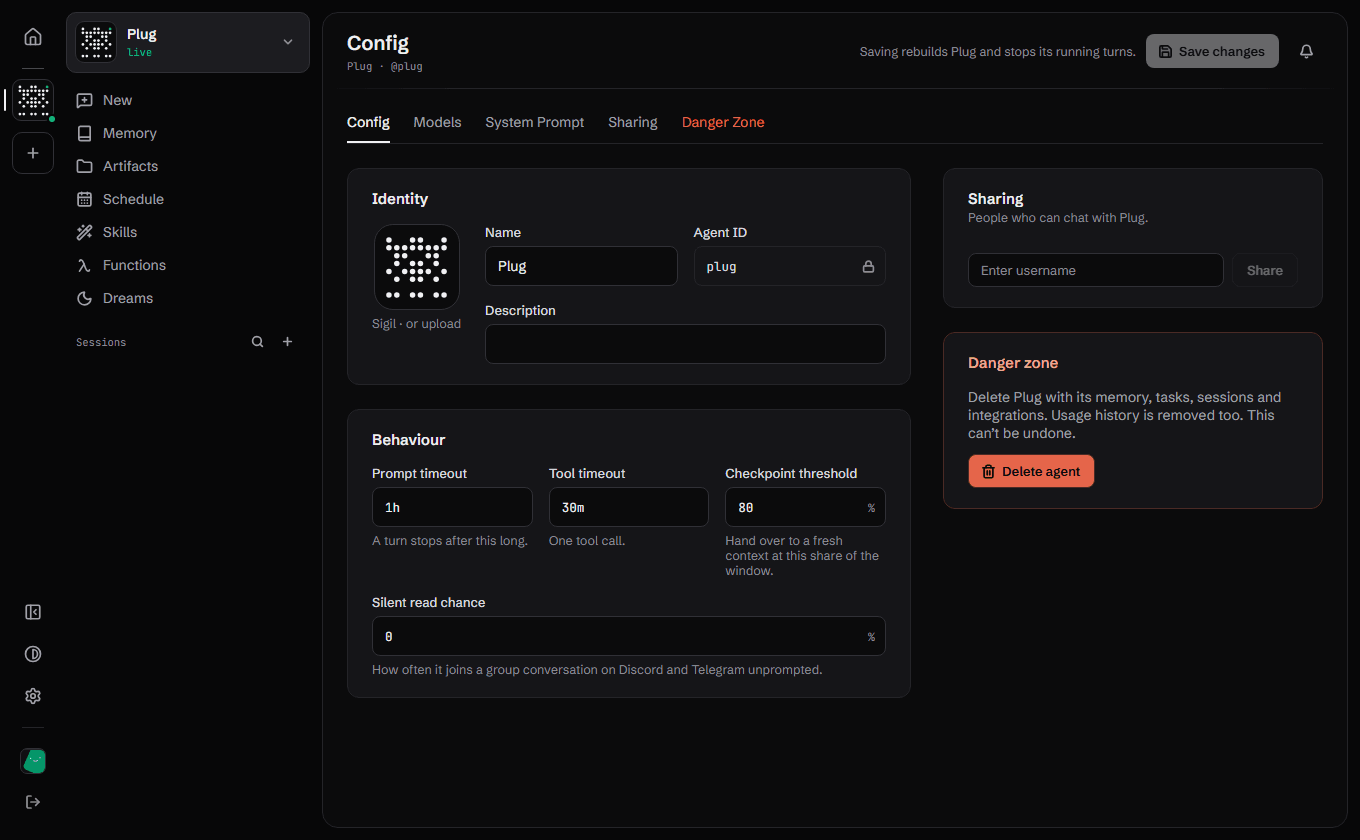 Plug
live
New
Memory
Artifacts
Schedule
Skills
Functions
Dreams
Sessions
Config
Plug · @plug
Saving rebuilds Plug and stops its running turns.
Save changes
Config
Models
System Prompt
Sharing
Danger Zone
Identity
Sigil · or upload
Name
Plug
Agent ID
plug
Description
Behaviour
Prompt timeout
1h
A turn stops after this long.
Tool timeout
30m
One tool call.
Checkpoint threshold
80 %
Hand over to a fresh
context at this share of the
window.
Silent read chance
0 %
How often it joins a group conversation on Discord and Telegram unprompted.
Sharing
People who can chat with Plug.
Enter username
Share
Danger zone
Delete Plug with its memory, tasks, sessions and
integrations. Usage history is removed too. This
can't be undone.
Delete agent